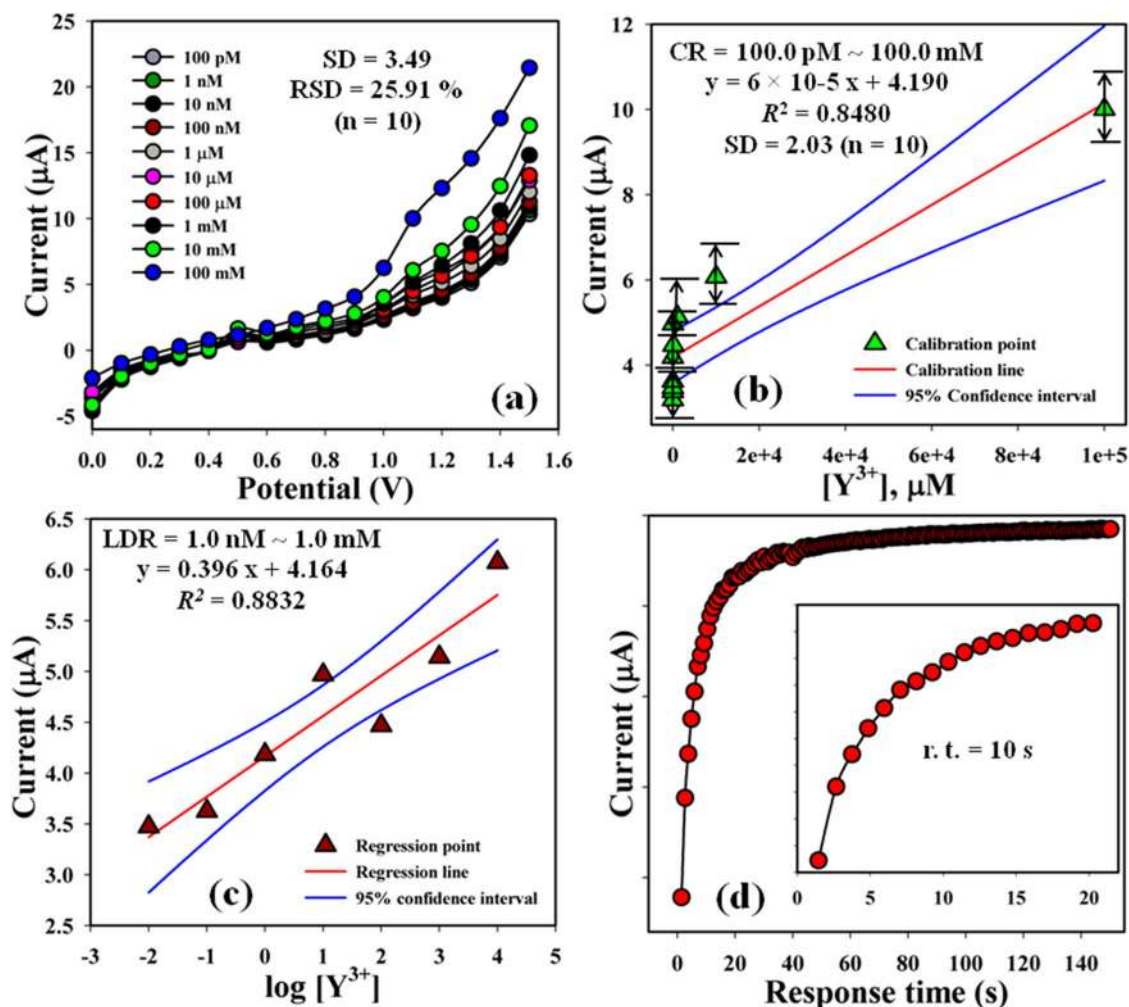 25
20
15
10
5
0
-5
Current (µA)
100 pM
1 nM
10 nM
100 nM
1 µM
10 µM
100 µM
1 mM
10 mM
100 mM
SD = 3.49
RSD = 25.91 %
(n = 10)
(a)
0.0 0.2 0.4 0.6 0.8 1.0 1.2 1.4 1.6
Potential (V)
12
10
8
6
4
Current (µA)
CR = 100.0 pM ~ 100.0 mM
y = 6 × 10-5 x + 4.190
R² = 0.8480
SD = 2.03 (n = 10)
Calibration point
Calibration line
95% Confidence interval
(b)
0 2e+4 4e+4 6e+4 8e+4 1e+5
[Y³⁺], µM
6.5
6.0
5.5
5.0
4.5
4.0
3.5
3.0
2.5
Current (µA)
LDR = 1.0 nM ~ 1.0 mM
y = 0.396 x + 4.164
R² = 0.8832
Regression point
Regression line
95% confidence interval
(c)
-3 -2 -1 0 1 2 3 4 5
log [Y³⁺]
Current (µA)
r. t. = 10 s
0 5 10 15 20
(d)
0 20 40 60 80 100 120 140
Response time (s)